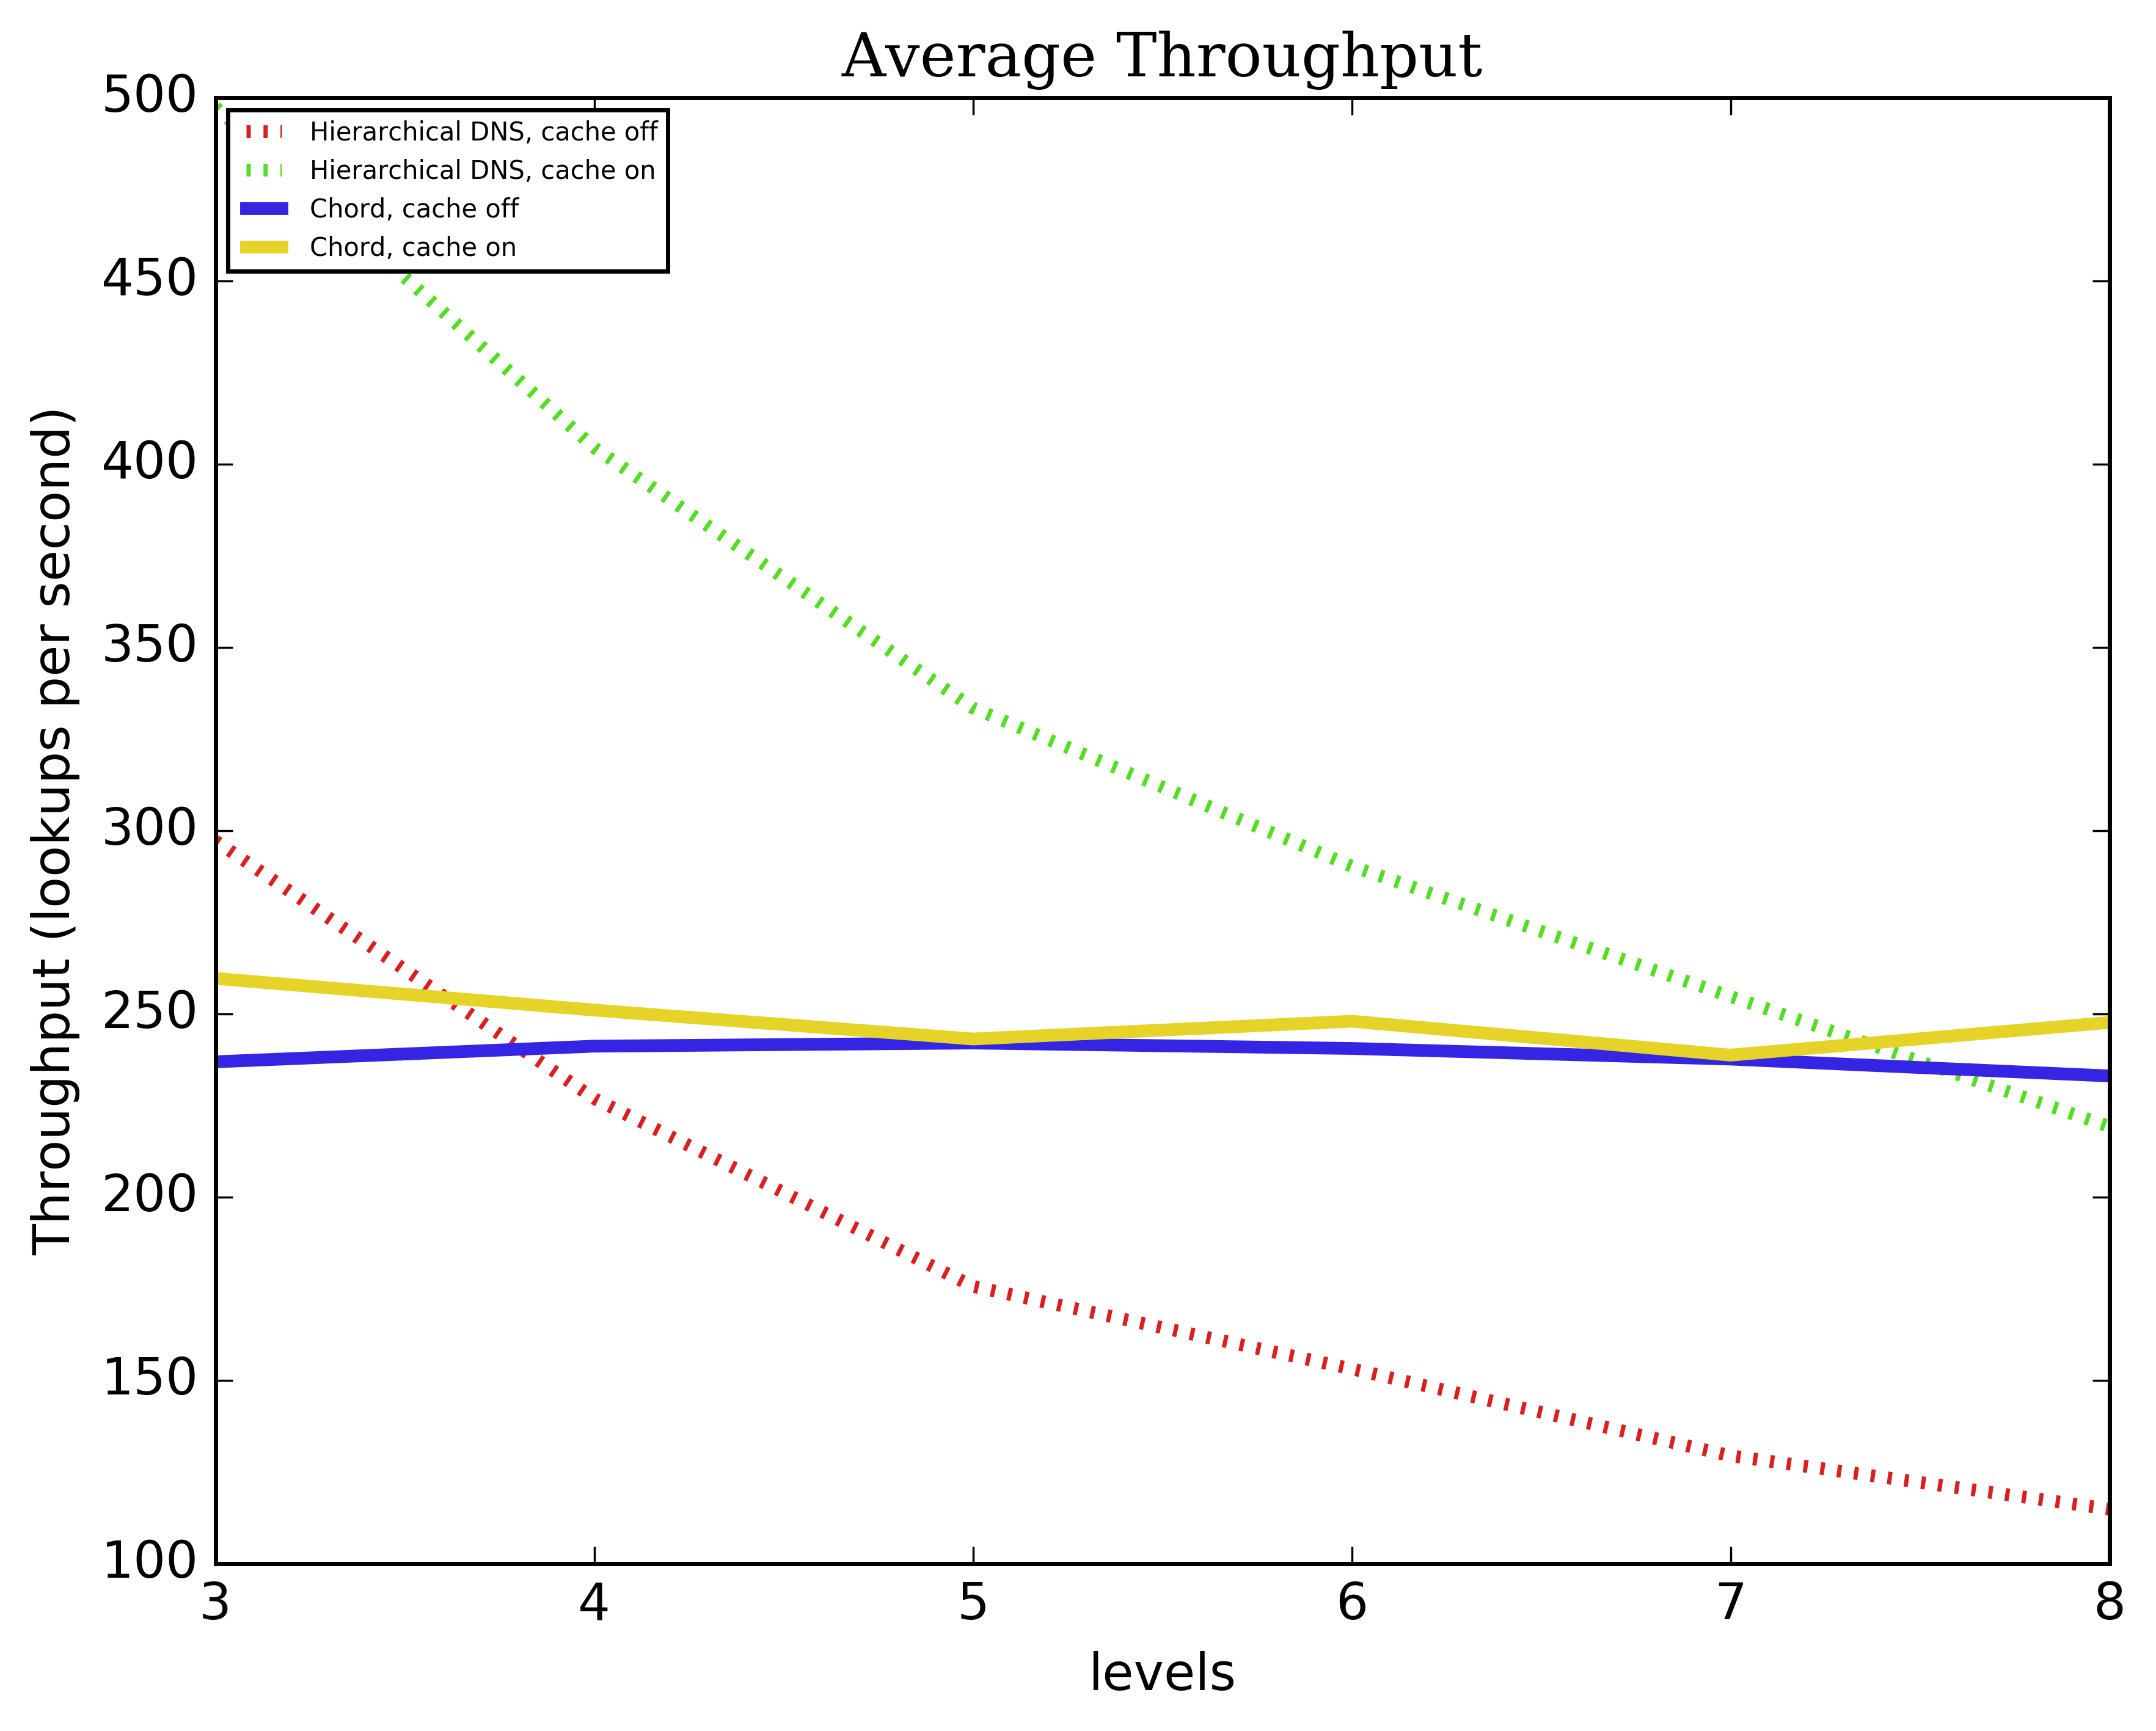 Average Throughput
500
450
400
350
300
250
200
150
100
Throughput (lookups per second)
Hierarchical DNS, cache off
Hierarchical DNS, cache on
Chord, cache off
Chord, cache on
3 4 5 6 7 8
levels